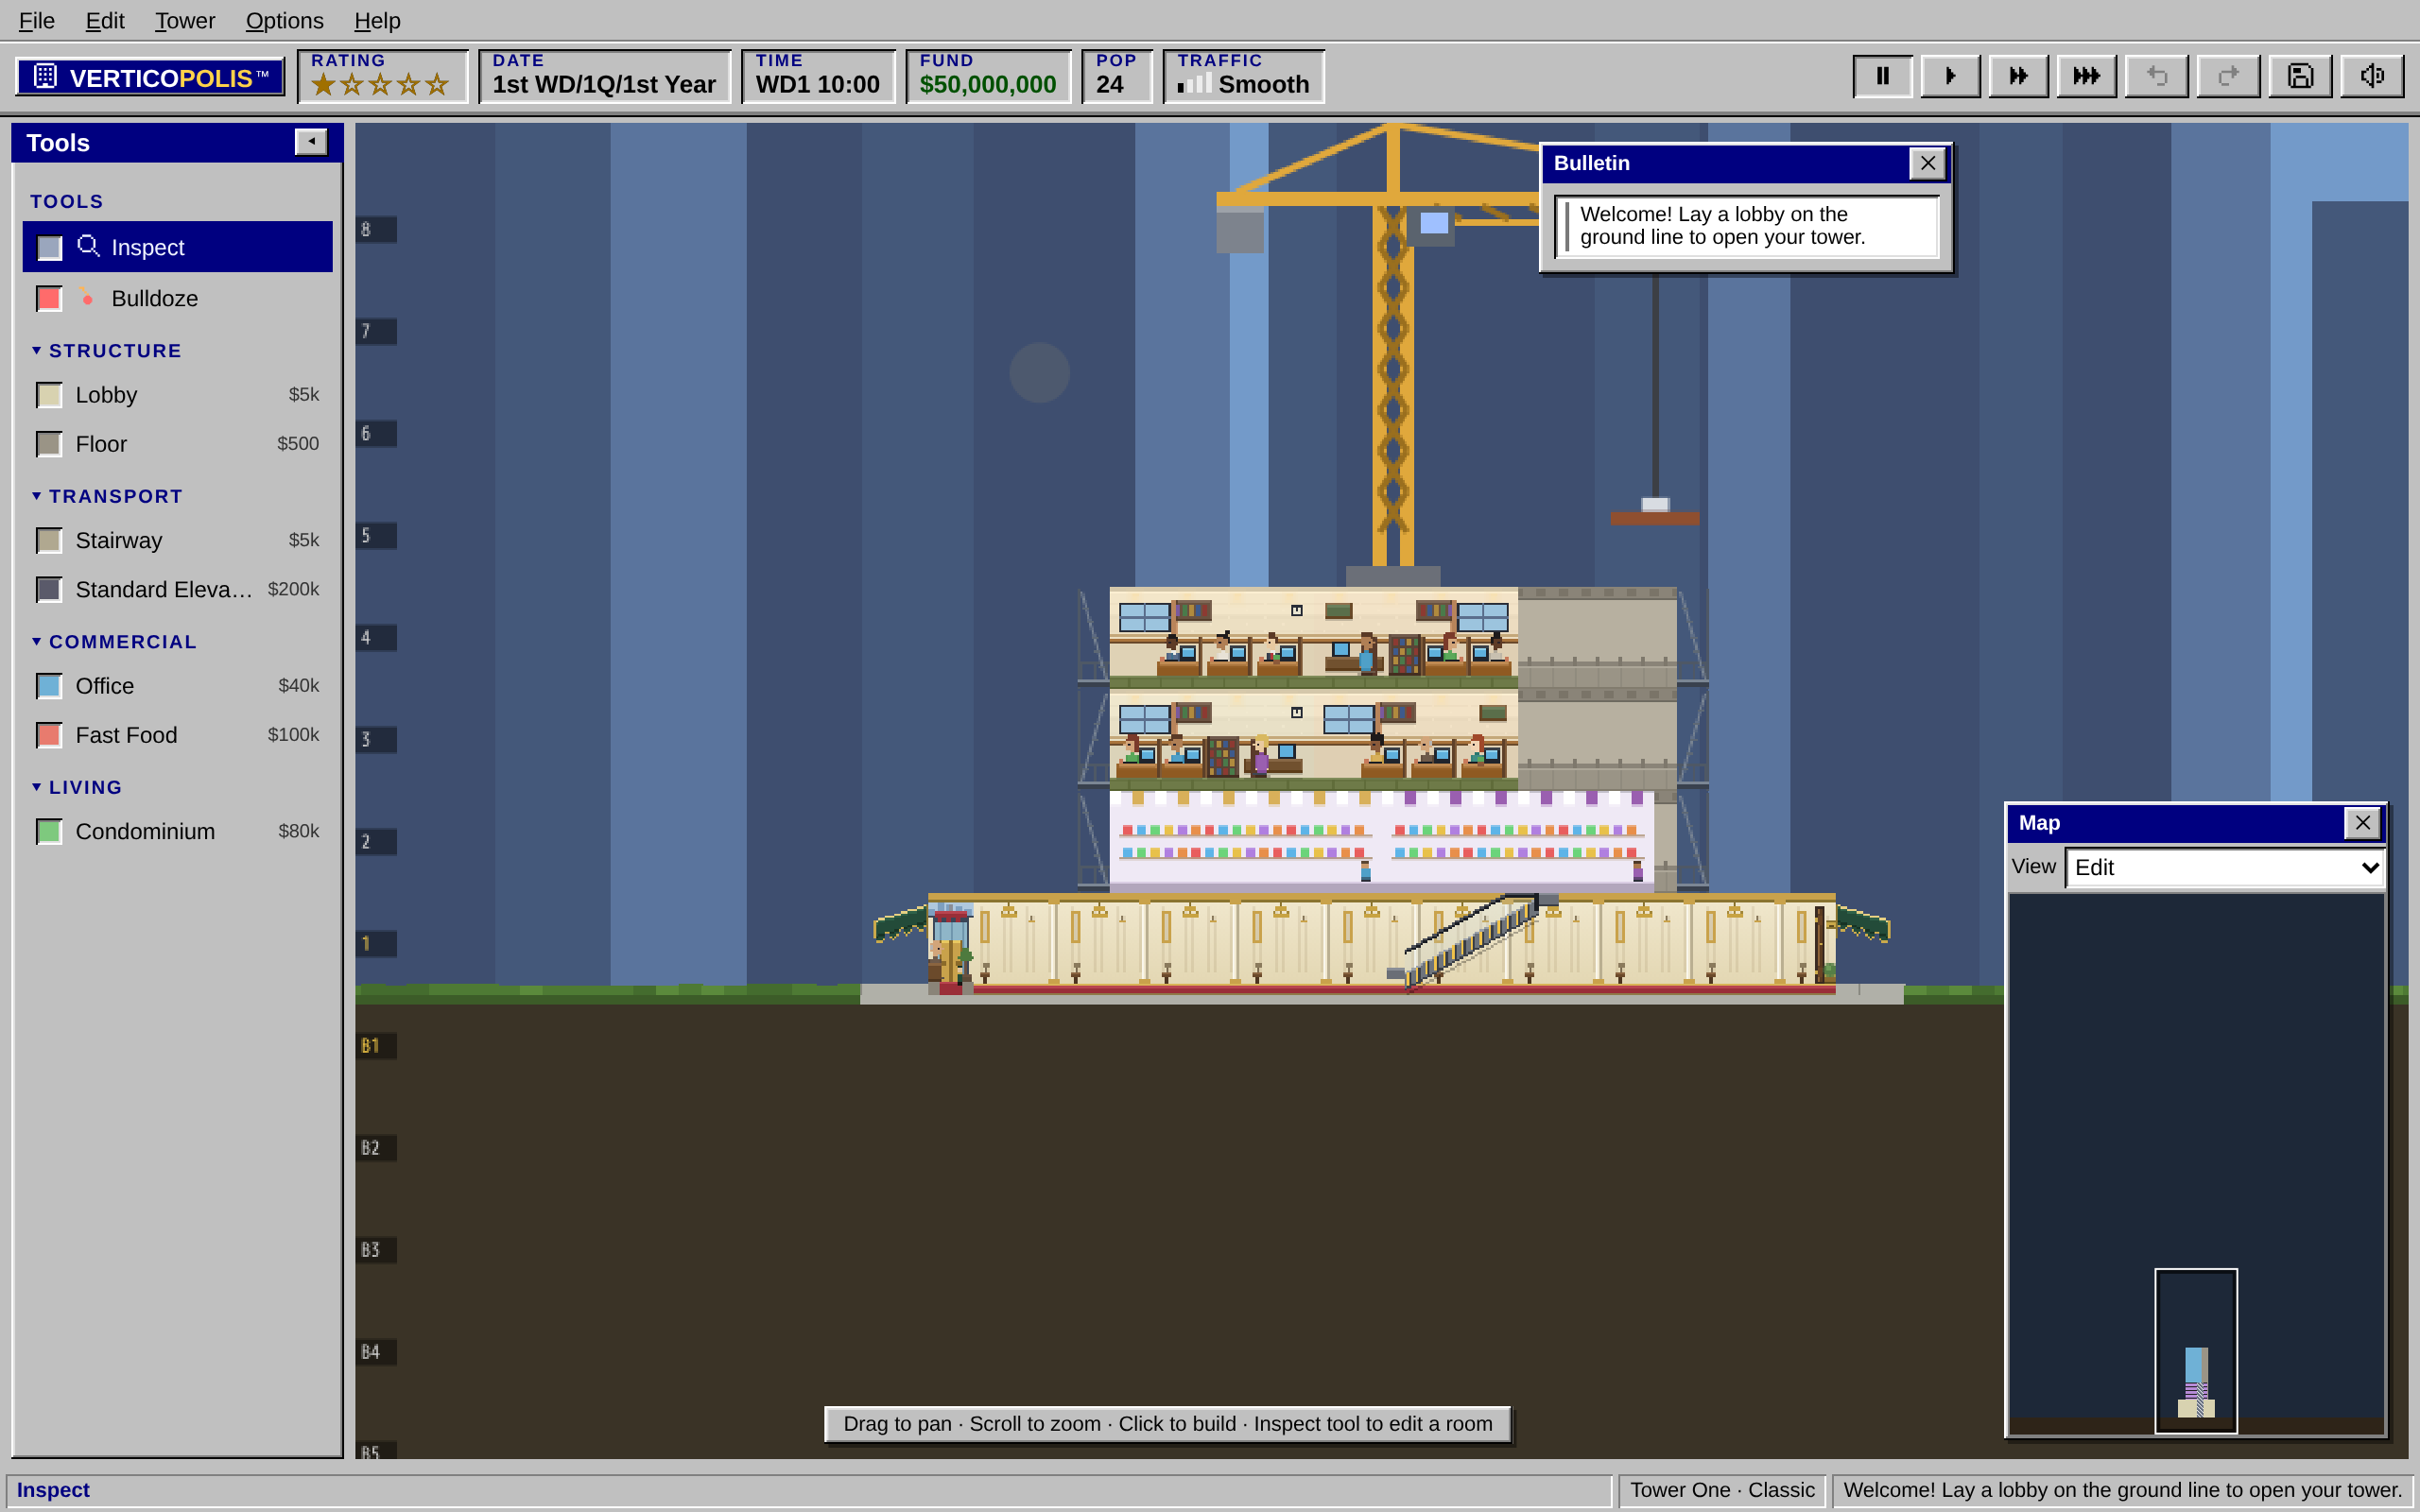 File Edit Tower Options Help
VERTICOPOLIS™
RATING
DATE
1st WD/1Q/1st Year
TIME
WD1 10:00
FUND
$50,000,000
POP
24
TRAFFIC
Smooth
Tools
TOOLS
Inspect
Bulldoze
STRUCTURE
Lobby $5k
Floor $500
TRANSPORT
Stairway $5k
Standard Eleva… $200k
COMMERCIAL
Office $40k
Fast Food $100k
LIVING
Condominium $80k
8
7
6
5
4
3
2
1
B1
B2
B3
B4
B5
Bulletin
Welcome! Lay a lobby on the
ground line to open your tower.
Map
View Edit
Drag to pan · Scroll to zoom · Click to build · Inspect tool to edit a room
Inspect
Tower One · Classic
Welcome! Lay a lobby on the ground line to open your tower.